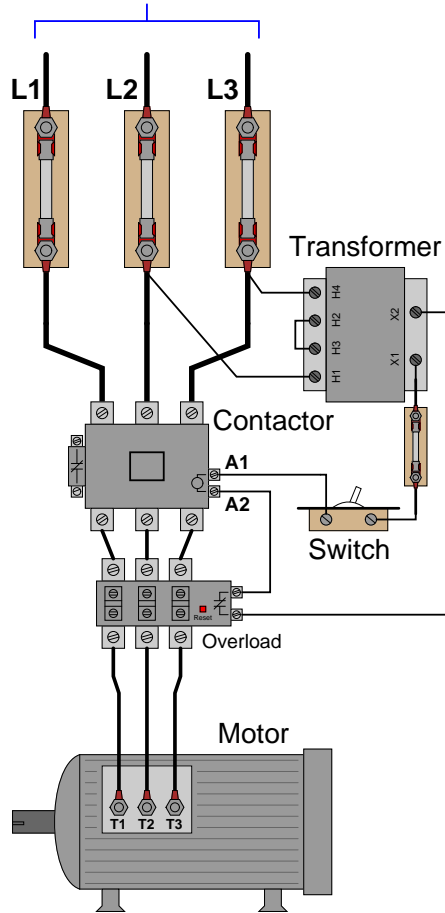 L1 L2 L3
Transformer
H4
H2
H3
H1
X2
X1
Contactor
A1
A2
Switch
Reset
Overload
Motor
T1 T2 T3